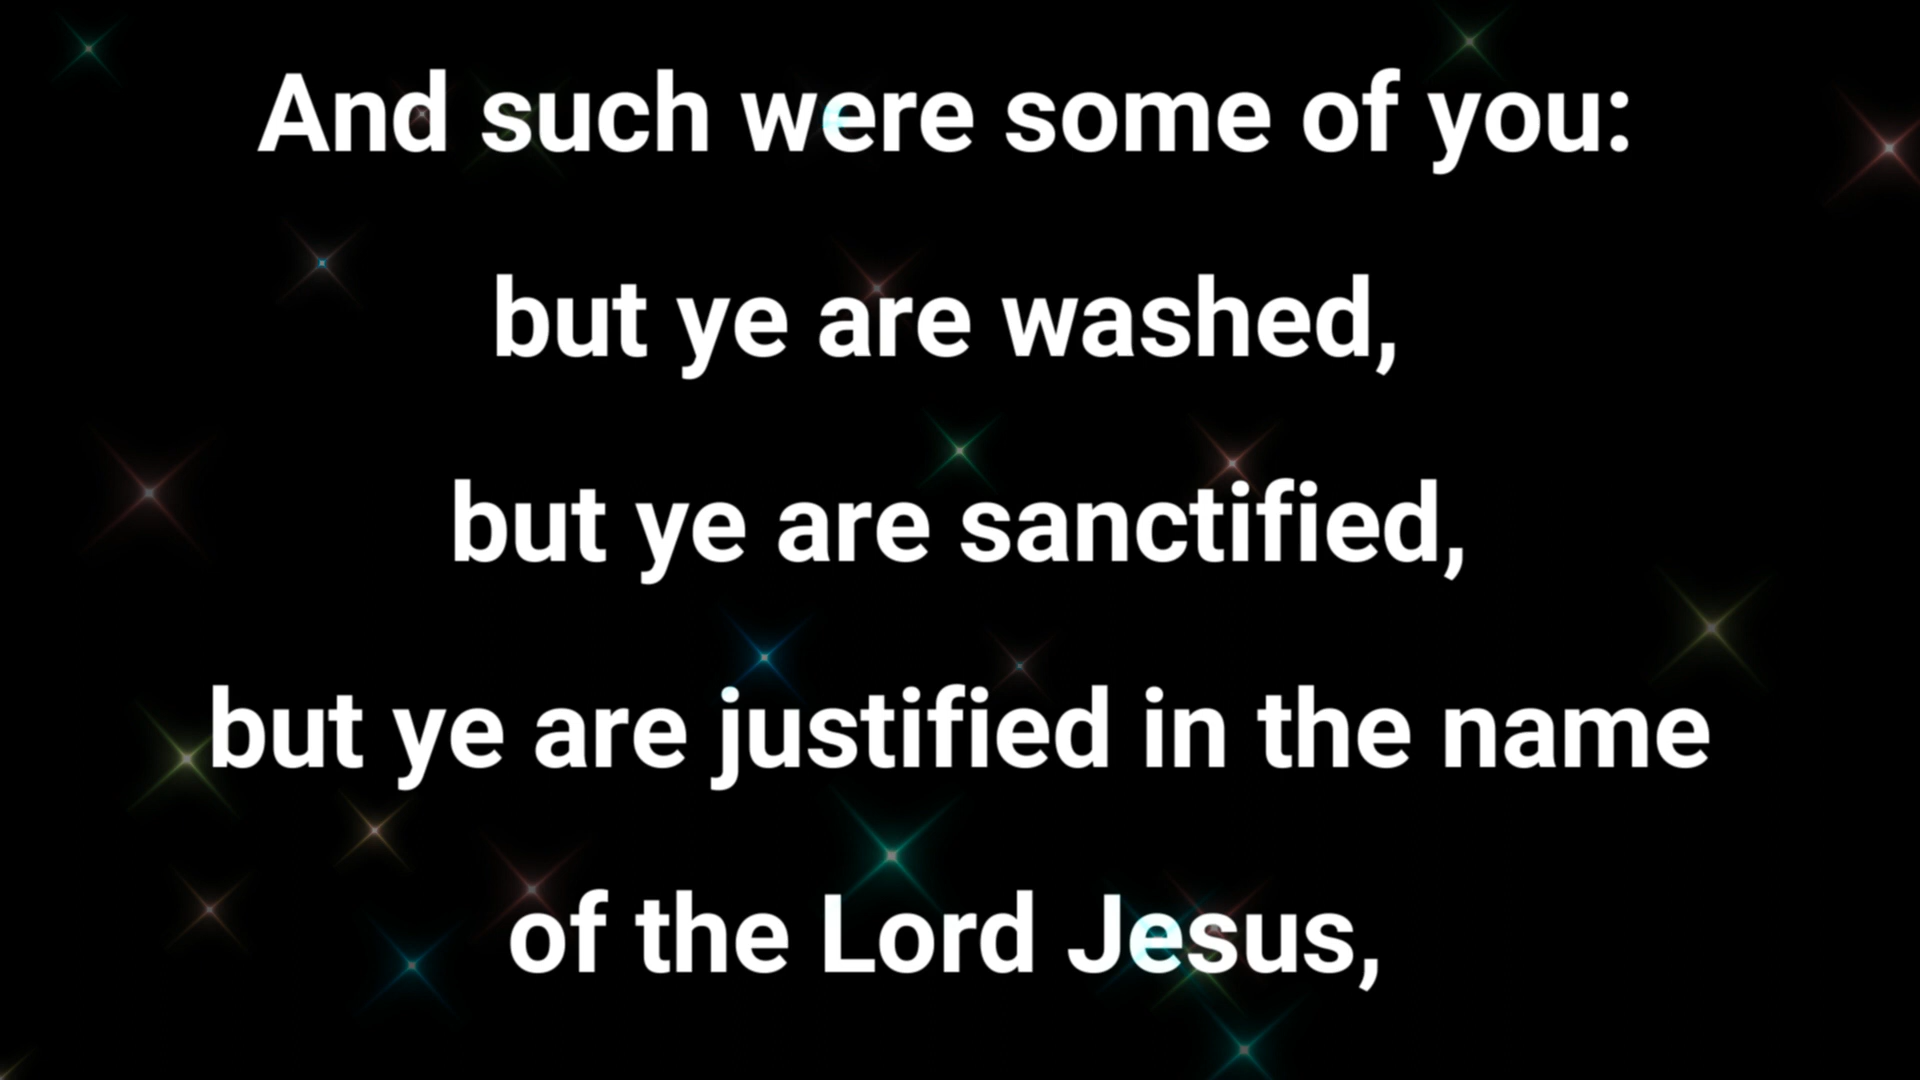 And such were some of you:
but ye are washed,
but ye are sanctified,
but ye are justified in the name
of the Lord Jesus,